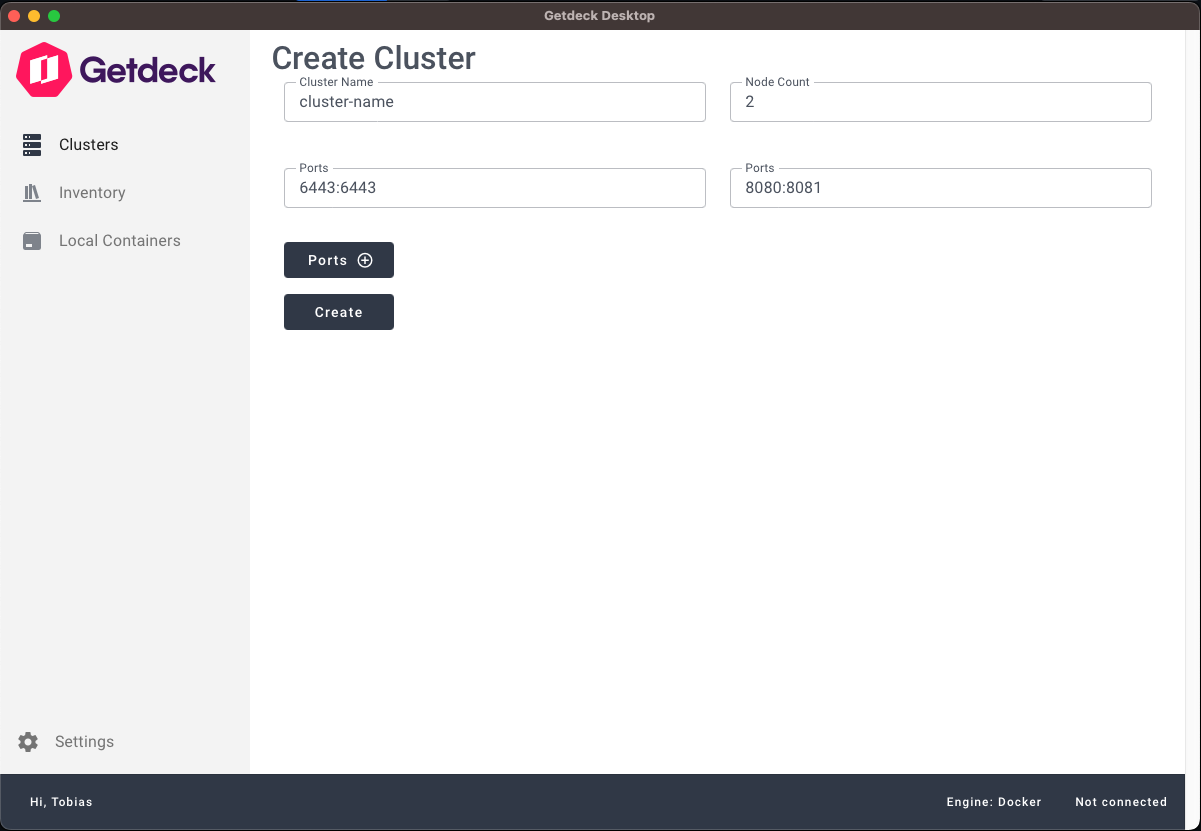 Getdeck Desktop
Getdeck
Clusters
Inventory
Local Containers
Settings
Create Cluster
Cluster Name
cluster-name
Node Count
2
Ports
6443:6443
Ports
8080:8081
Ports
Create
Hi, Tobias
Engine: Docker
Not connected